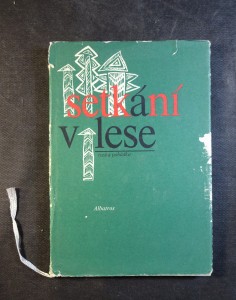 setkání
v lese
Albatros